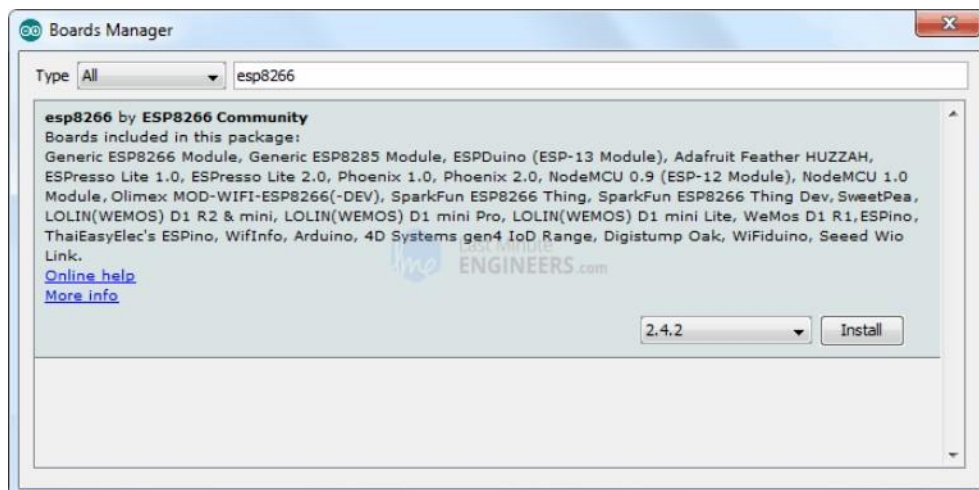 Boards Manager
Type All esp8266
esp8266 by ESP8266 Community
Boards included in this package:
Generic ESP8266 Module, Generic ESP8285 Module, ESPDuino (ESP-13 Module), Adafruit Feather HUZZAH,
ESPresso Lite 1.0, ESPresso Lite 2.0, Phoenix 1.0, Phoenix 2.0, NodeMCU 0.9 (ESP-12 Module), NodeMCU 1.0
Module, Olimex MOD-WIFI-ESP8266(-DEV), SparkFun ESP8266 Thing, SparkFun ESP8266 Thing Dev, SweetPea,
LOLIN(WEMOS) D1 R2 & mini, LOLIN(WEMOS) D1 mini Pro, LOLIN(WEMOS) D1 mini Lite, WeMos D1 R1, ESPino,
ThaiEasyElec's ESPino, WifInfo, Arduino, 4D Systems gen4 IoD Range, Digistump Oak, WiFiduino, Seeed Wio
Link.
Last Minute
ENGINEERS.com
me
Online help
More info
2.4.2 Install